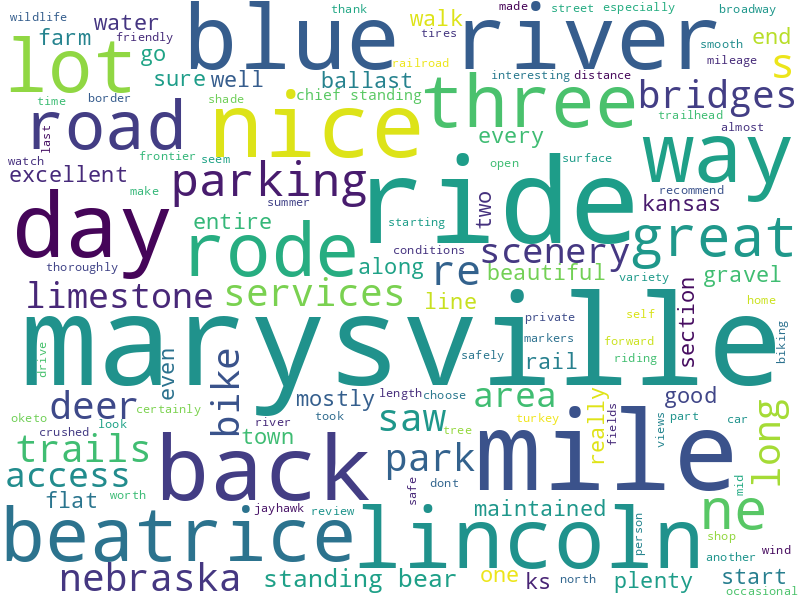 wildlife
thank
made
street especially
broadway
friendly
tires
blue river
water
walk
smooth
end
farm
lot
go
railroad
mileage
s
sure well
ballast
interesting distance
time
border
shade
chief standing
three
bridges
road
nice
trailhead
last
every
almost
way
watch
frontier
seem
open
surface
excellent
parking
ride
recommend
make
summer
two
kansas
day
entire
starting
rode
conditions
scenery
great
thoroughly
along
re
beautiful
variety
gravel
limestone
services
line
section
home
marysville
private
self
markers
forward
biking
safely
rail
riding
drive
even
bike
mostly
length
choose
area
good
deer
really
fields
oketo
look
certainly
river
took
saw
turkey
part
car
long
crushed
town
tree
views
trails
back
park
mile
access
dont
mid
flat
worth
safe
jayhawk
review
maintained
ne
beatrice
lincoln
person
shop
another
wind
nebraska
standing bear
one
ks
north
plenty
start
occasional